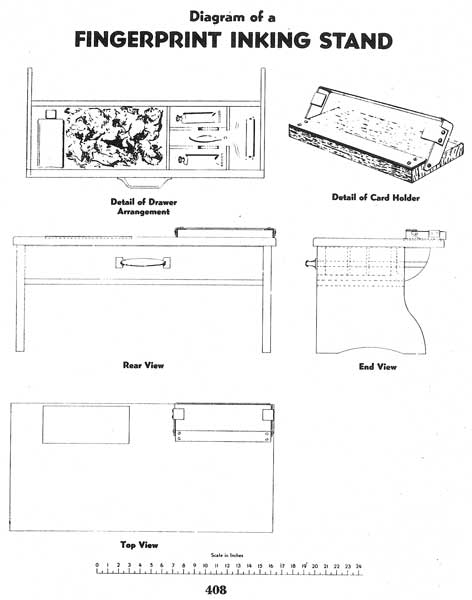 Diagram of a
FINGERPRINT INKING STAND
Detail of Drawer
Arrangement
Detail of Card Holder
Rear View
End View
Top View
Scale in Inches
0 1 2 3 4 5 6 7 8 9 10 11 12 13 14 15 16 17 18 19 20 21 22 23 24
408